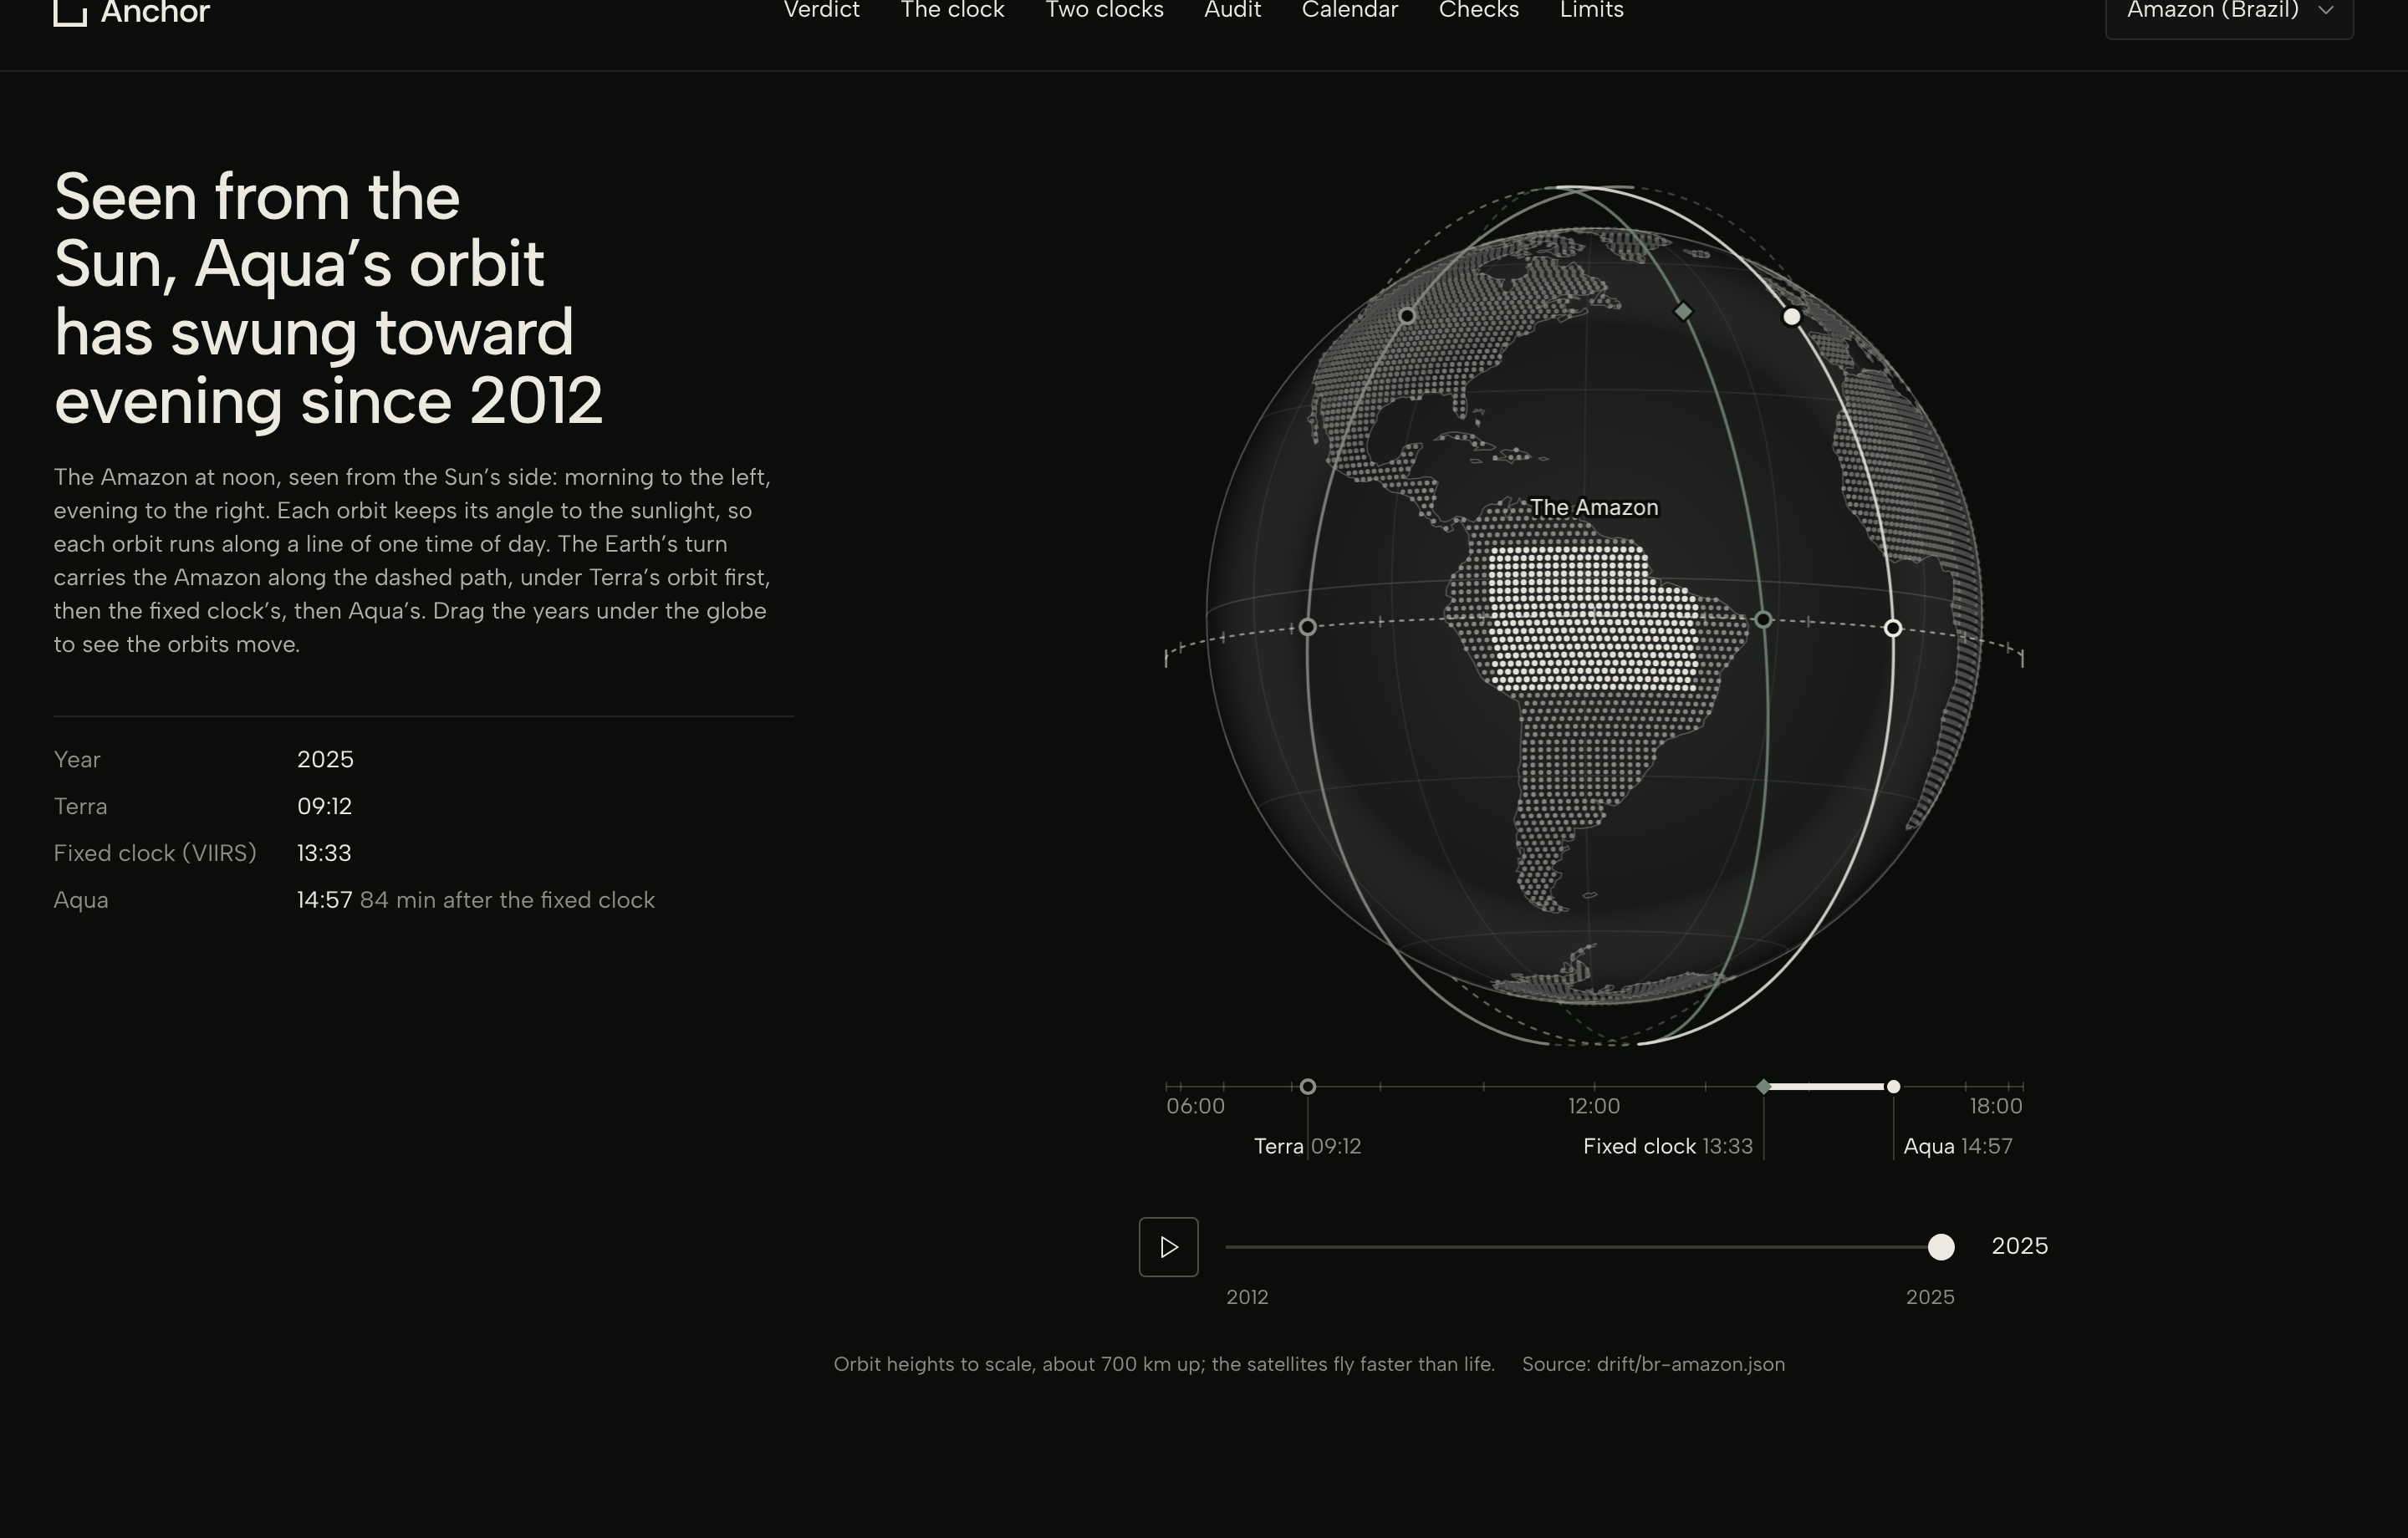 Anchor
Verdict
The clock
Two clocks
Audit
Calendar
Checks
Limits
Amazon (Brazil)
Seen from the
Sun, Aqua’s orbit
has swung toward
evening since 2012
The Amazon at noon, seen from the Sun’s side: morning to the left,
evening to the right. Each orbit keeps its angle to the sunlight, so
each orbit runs along a line of one time of day. The Earth’s turn
carries the Amazon along the dashed path, under Terra’s orbit first,
then the fixed clock’s, then Aqua’s. Drag the years under the globe
to see the orbits move.
Year 2025
Terra 09:12
Fixed clock (VIIRS) 13:33
Aqua 14:57 84 min after the fixed clock
The Amazon
06:00 12:00 18:00
Terra 09:12 Fixed clock 13:33 Aqua 14:57
2025
2012 2025
Orbit heights to scale, about 700 km up; the satellites fly faster than life. Source: drift/br-amazon.json